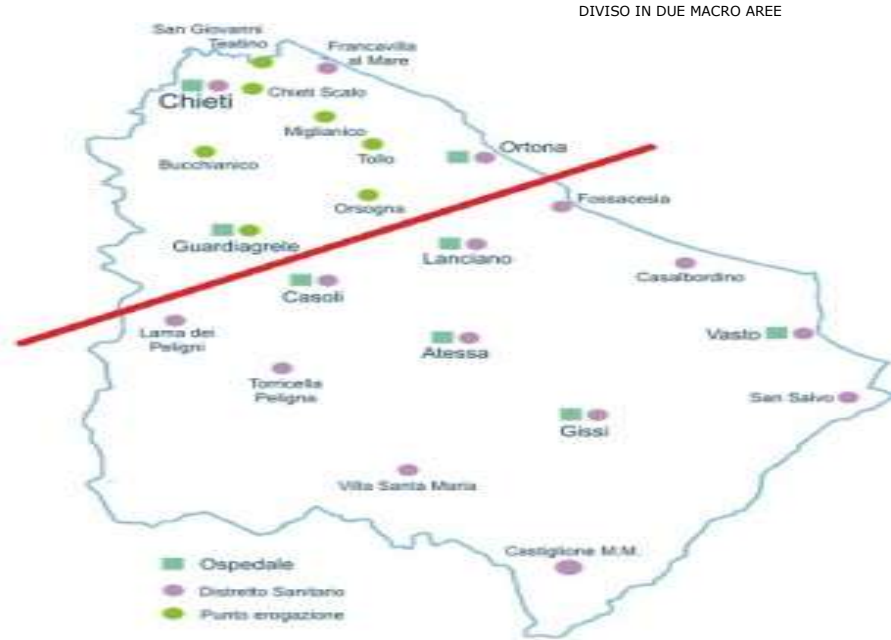 DIVISO IN DUE MACRO AREE
San Giovanni
Teatino
Francavilla
al Mare
Chieti
Chieti Scalo
Miglianico
Tollo
Bucchianico
Ortona
Orsogna
Fossacesia
Guardiagrele
Lanciano
Casalbordino
Casoli
Lama dei
Peligni
Atessa
Vasto
Torricella
Peligna
San Salvo
Gissi
Villa Santa Maria
Castiglione M.M.
Ospedale
Distretto Sanitario
Punto erogazione